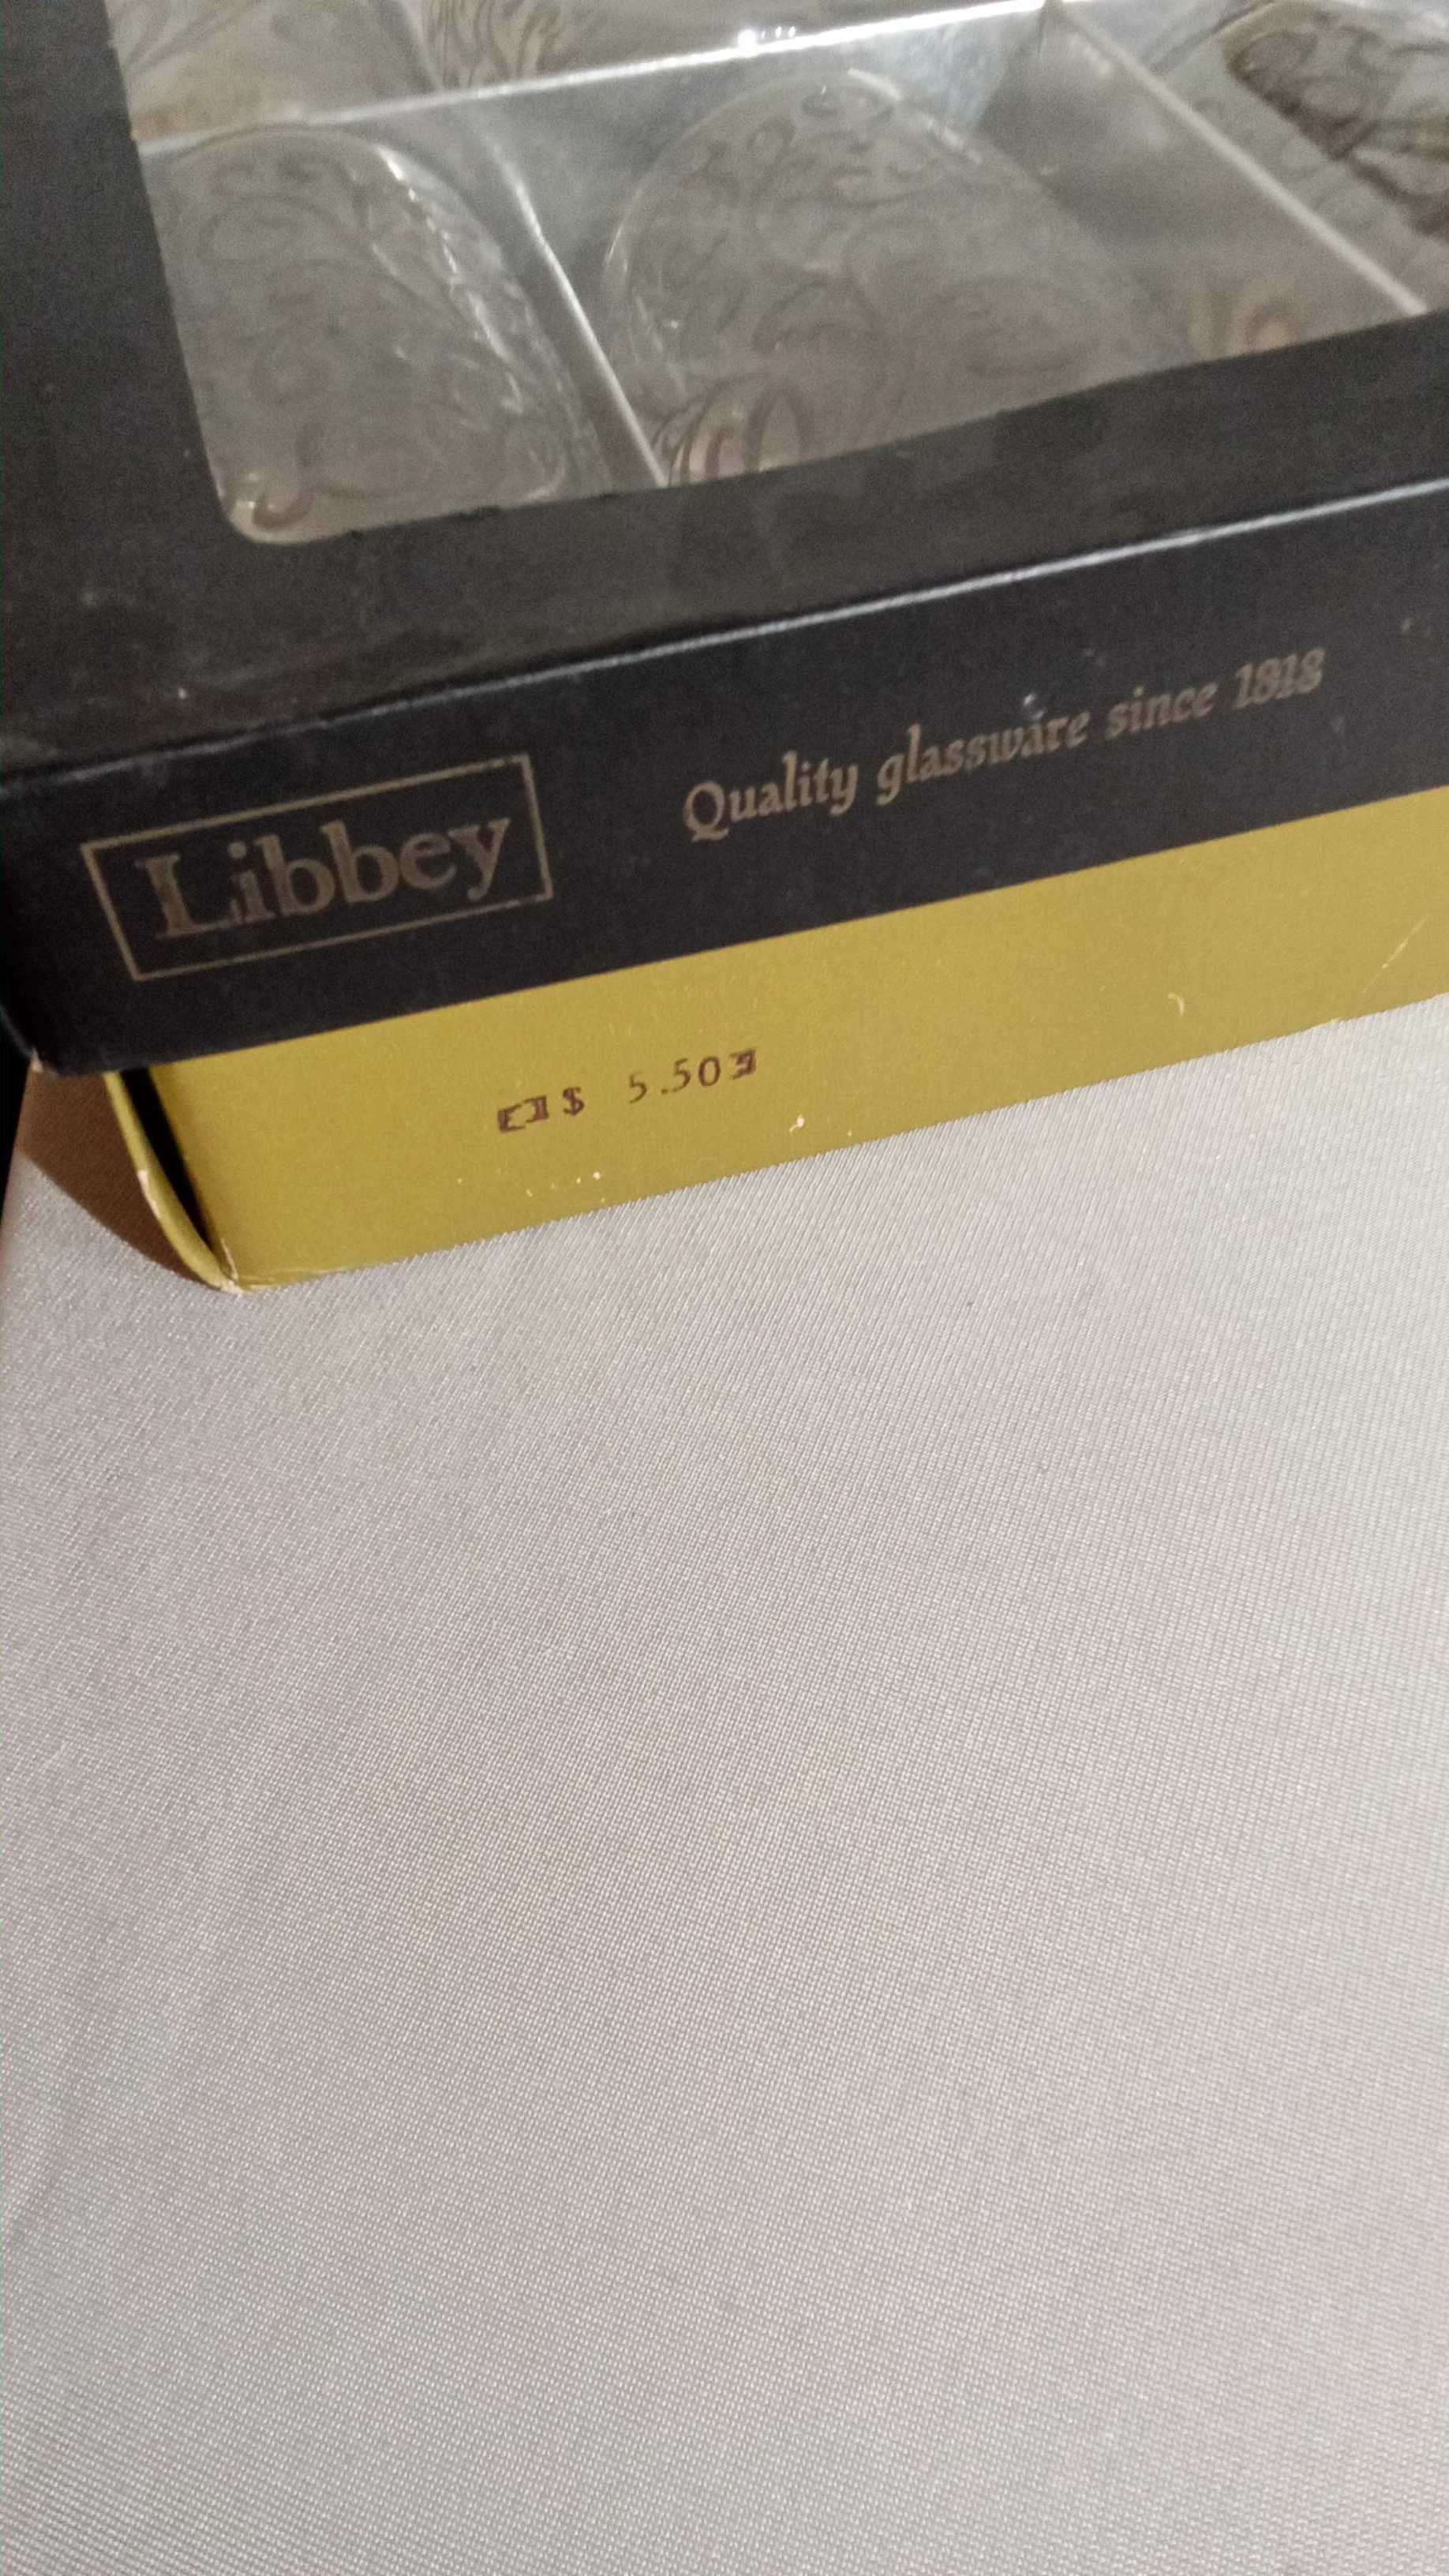 Libbey
Quality glassware since 1818
$ 5.50